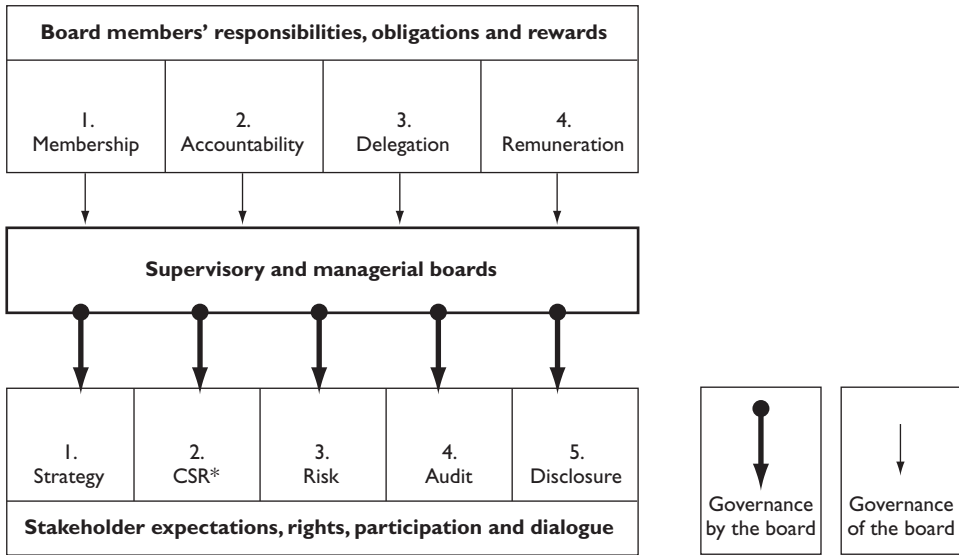 Board members’ responsibilities, obligations and rewards
1.
Membership
2.
Accountability
3.
Delegation
4.
Remuneration
Supervisory and managerial boards
1.
Strategy
2.
CSR*
3.
Risk
4.
Audit
5.
Disclosure
Stakeholder expectations, rights, participation and dialogue
Governance
by the board
Governance
of the board